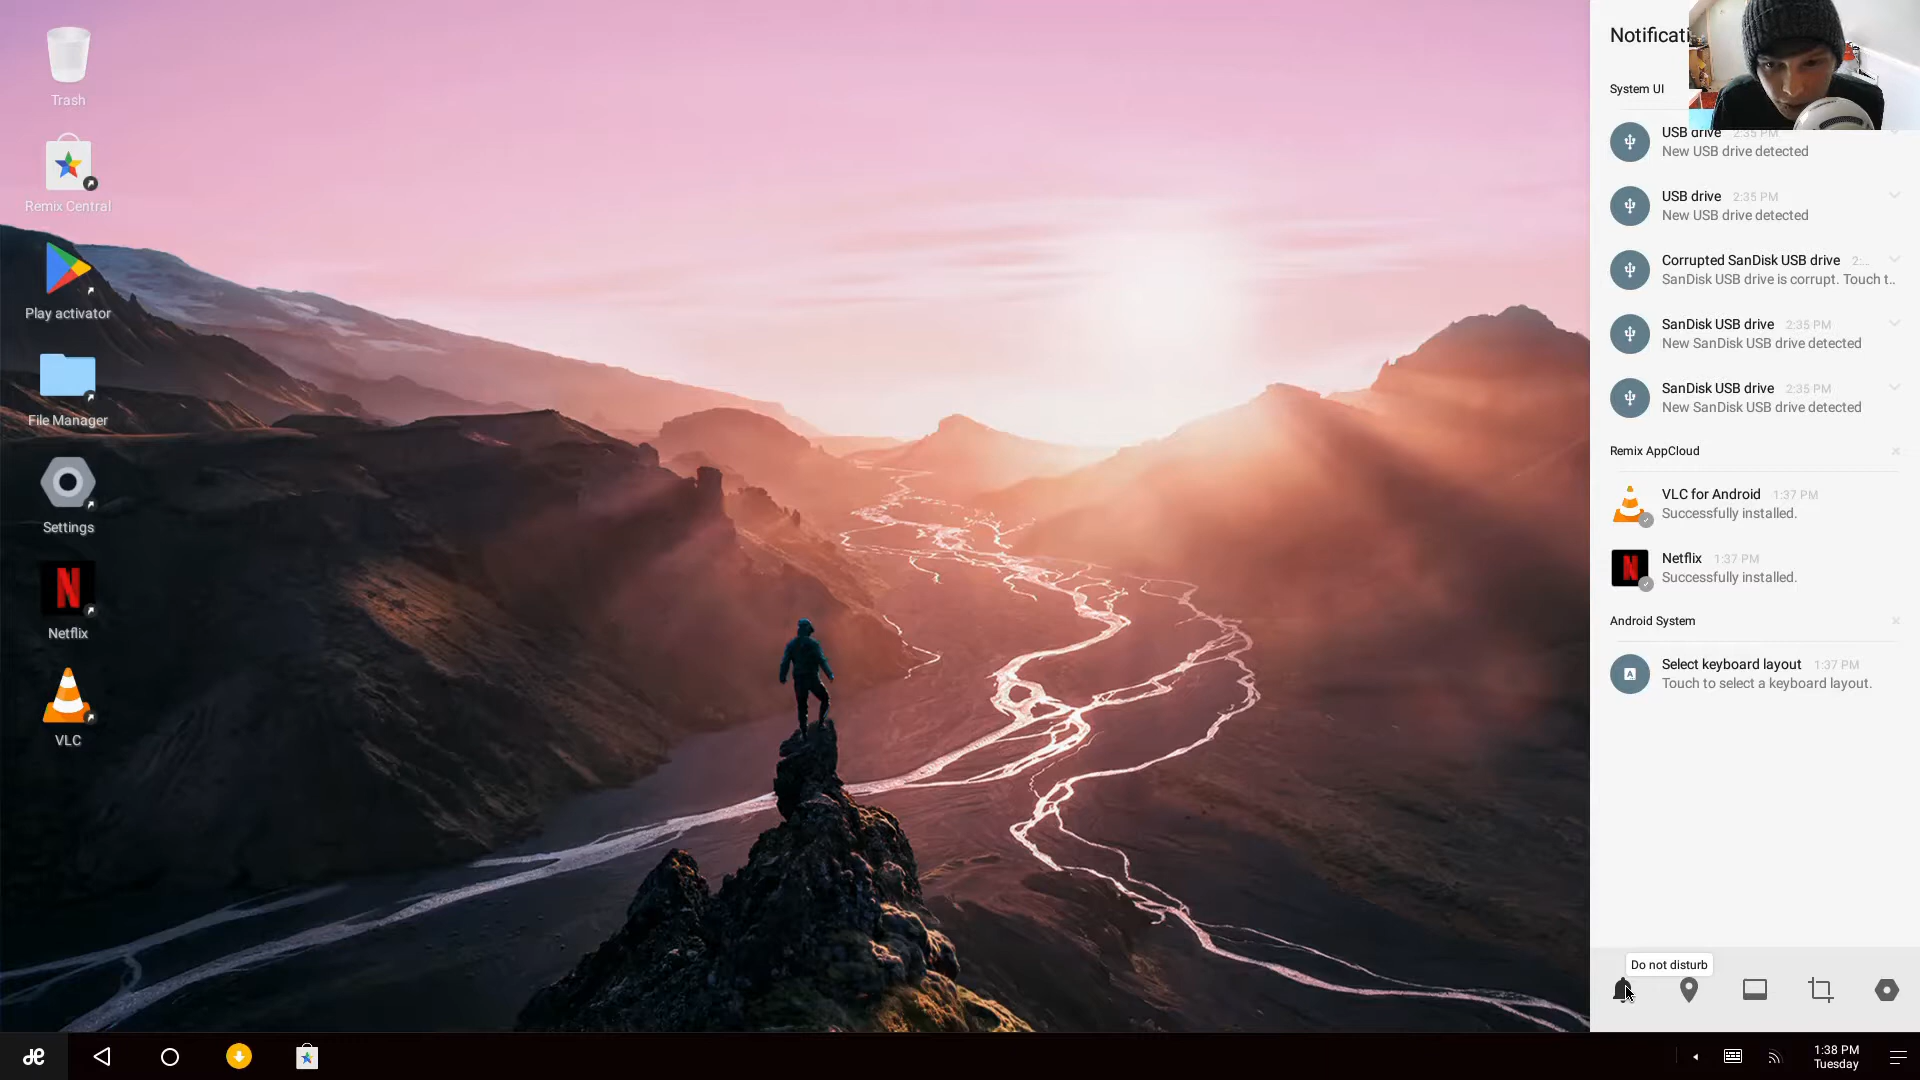 Trash
Remix Central
Play activator
File Manager
Settings
Netflix
VLC
System UI
USB drive 2:35 PM
New USB drive detected
USB drive 2:35 PM
New USB drive detected
Corrupted SanDisk USB drive 2:...
SanDisk USB drive is corrupt. Touch t..
SanDisk USB drive 2:35 PM
New SanDisk USB drive detected
SanDisk USB drive 2:35 PM
New SanDisk USB drive detected
Remix AppCloud
VLC for Android 1:37 PM
Successfully installed.
Netflix 1:37 PM
Successfully installed.
Android System
Select keyboard layout 1:37 PM
Touch to select a keyboard layout.
Do not disturb
1:38 PM
Tuesday